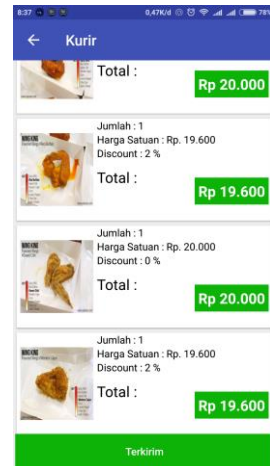 8:37
0,47K/d
78%
Kurir
Total :
Rp 20.000
Jumlah : 1
Harga Satuan : Rp. 19.600
Discount : 2 %
Total :
Rp 19.600
Jumlah : 1
Harga Satuan : Rp. 20.000
Discount : 0 %
Total :
Rp 20.000
Jumlah : 1
Harga Satuan : Rp. 19.600
Discount : 2 %
Total :
Rp 19.600
Terkirim